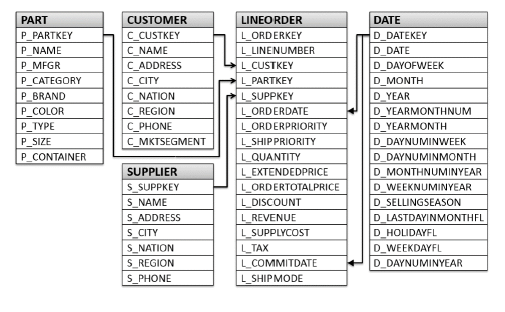 PART
P_PARTKEY
P_NAME
P_MFGR
P_CATEGORY
P_BRAND
P_COLOR
P_TYPE
P_SIZE
P_CONTAINER
CUSTOMER
C_CUSTKEY
C_NAME
C_ADDRESS
C_CITY
C_NATION
C_REGION
C_PHONE
C_MKTSEGMENT
SUPPLIER
S_SUPPKEY
S_NAME
S_ADDRESS
S_CITY
S_NATION
S_REGION
S_PHONE
LINEORDER
L_ORDERKEY
L_LINENUMBER
L_CUSTKEY
L_PARTKEY
L_SUPPKEY
L_ORDERDATE
L_ORDERPRIORITY
L_SHIPPRIORITY
L_QUANTITY
L_EXTENDEDPRICE
L_ORDERTOTALPRICE
L_DISCOUNT
L_REVENUE
L_SUPPLYCOST
L_TAX
L_COMMITDATE
L_SHIPMODE
DATE
D_DATEKEY
D_DATE
D_DAYOFWEEK
D_MONTH
D_YEAR
D_YEARMONTHNUM
D_YEARMONTH
D_DAYNUMINWEEK
D_DAYNUMINMONTH
D_MONTHNUMINYEAR
D_WEEKNUMINYEAR
D_SELLINGSEASON
D_LASTDAYINMONTHFL
D_HOLIDAYFL
D_WEEKDAYFL
D_DAYNUMINYEAR